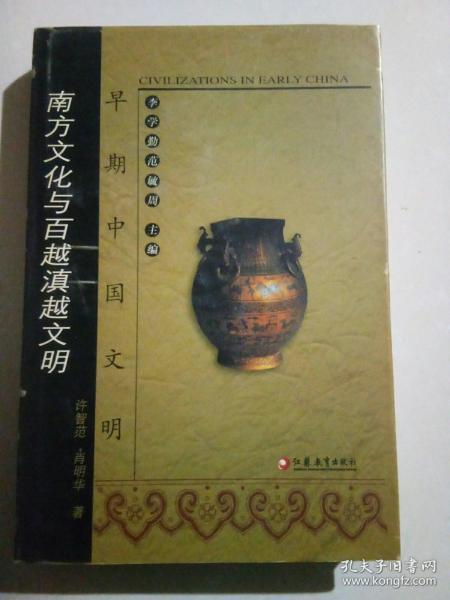 CIVILIZATIONS IN EARLY CHINA
早期中国文明
李学勤 范毓周 主编
南方文化与百越滇越文明
许智范 肖明华 著
江苏教育出版社
孔夫子旧书网
www.kongfz.com